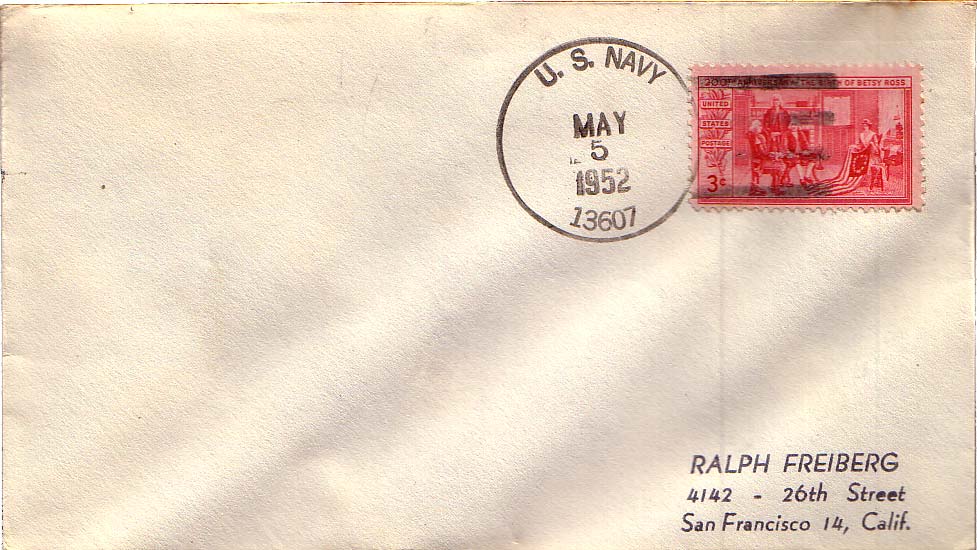 U. S. NAVY
MAY
5
1952
13607
200TH ANNIVERSARY OF THE BIRTH OF BETSY ROSS
UNITED
STATES
POSTAGE
3¢
RALPH FREIBERG
4142 - 26th Street
San Francisco 14, Calif.